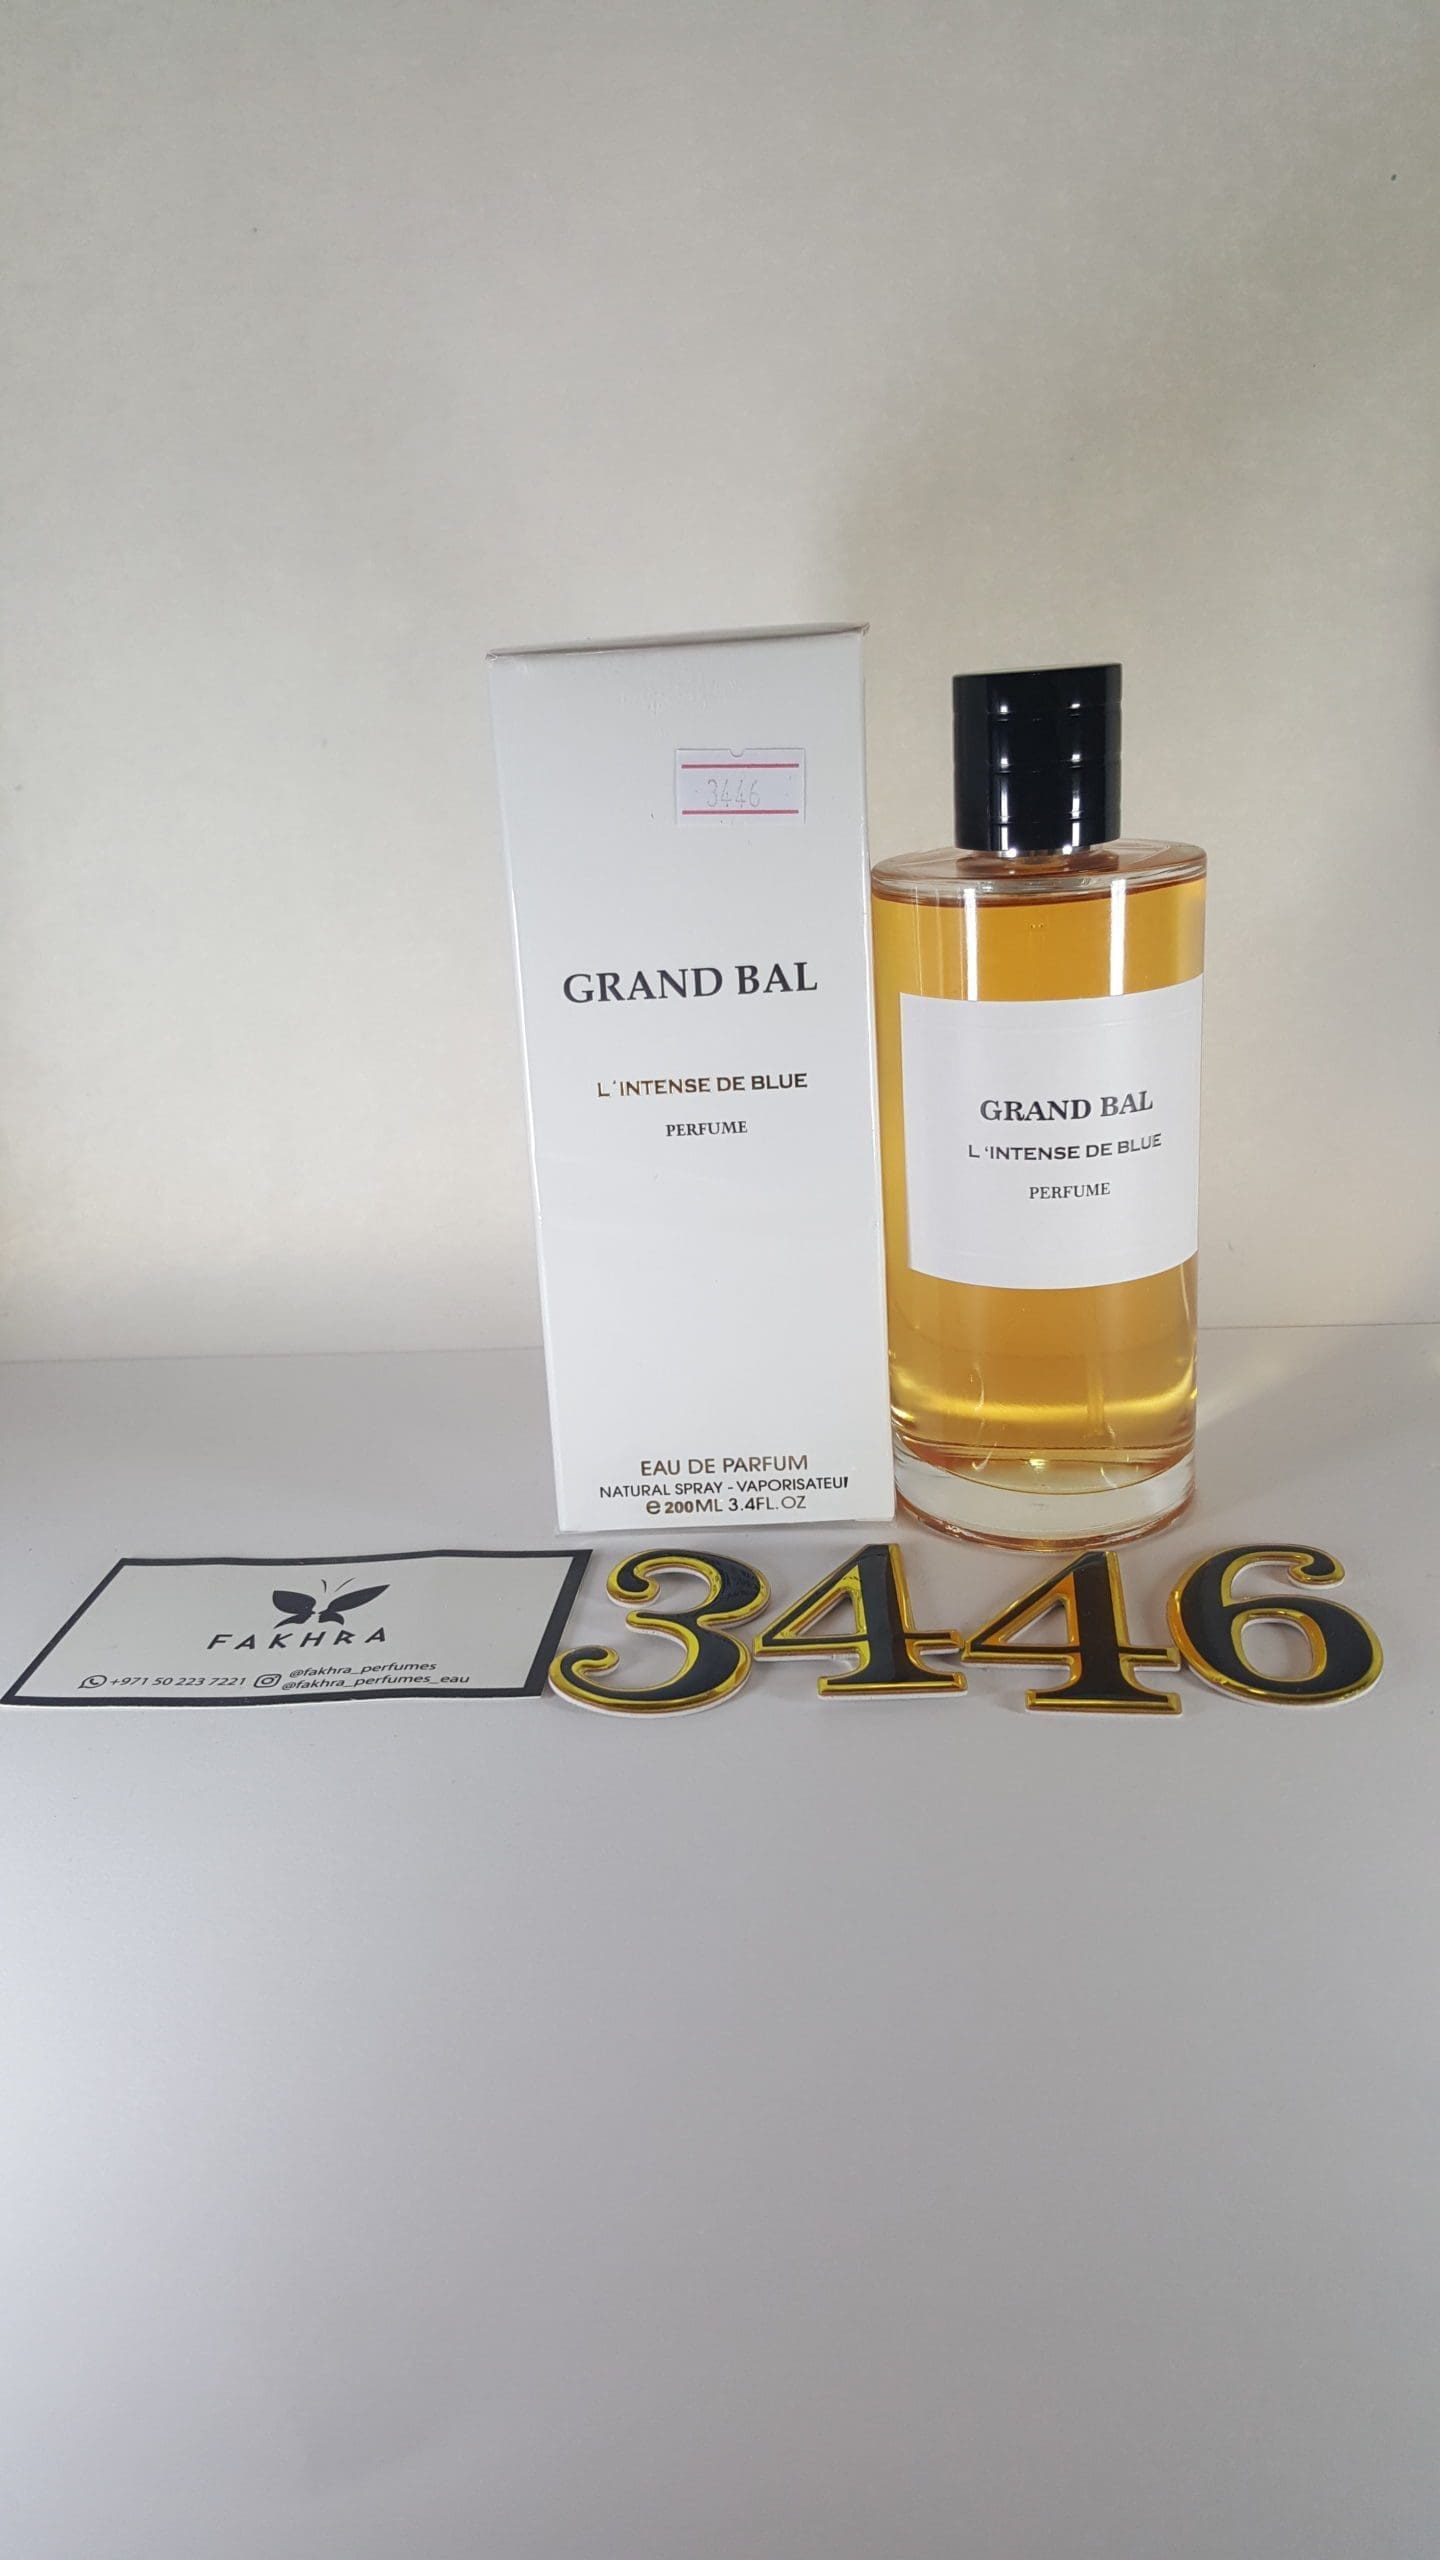 3446
GRAND BAL
L'INTENSE DE BLUE
PERFUME
EAU DE PARFUM
NATURAL SPRAY - VAPORISATEUR
e 200ML 3.4FL.OZ
GRAND BAL
L'INTENSE DE BLUE
PERFUME
FAKHRA
+971 50 223 7221 @fakhra_perfumes
@fakhra_perfumes_eau
3446